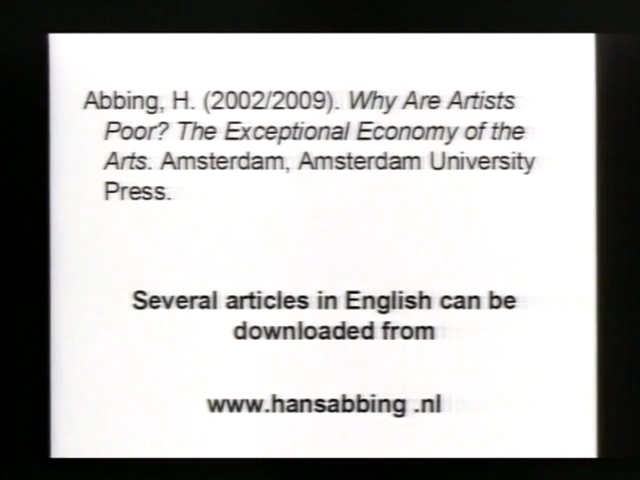 Abbing, H. (2002/2009). Why Are Artists
Poor? The Exceptional Economy of the
Arts. Amsterdam, Amsterdam University
Press.
Several articles in English can be
downloaded from
www.hansabbing .nl